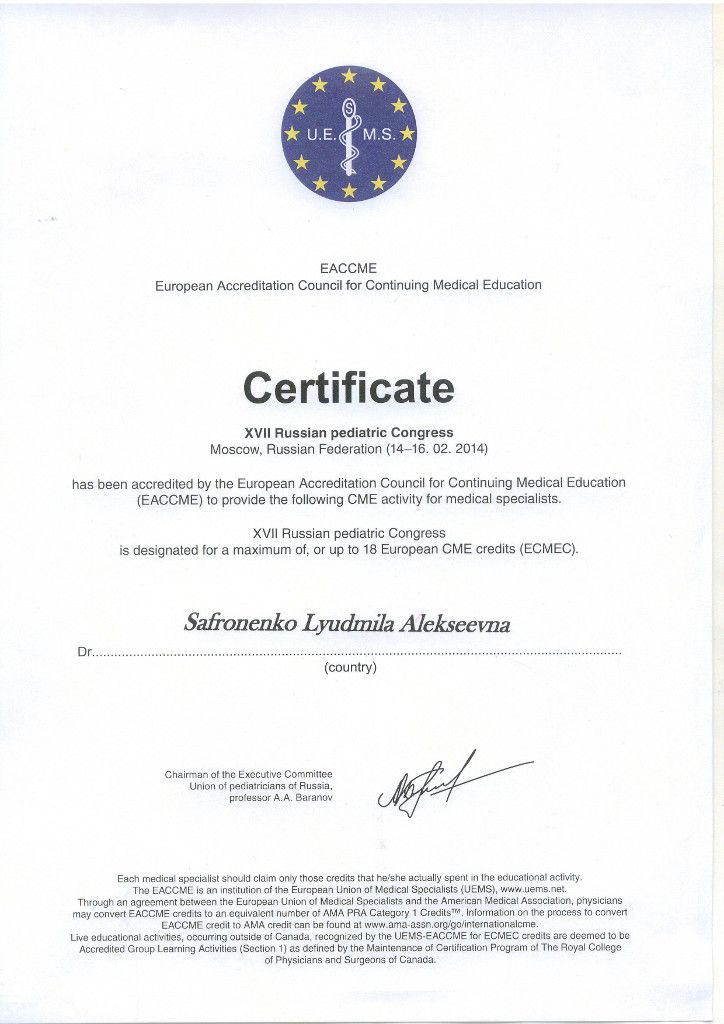 U.E. S M.S.
EACCME
European Accreditation Council for Continuing Medical Education
Certificate
XVII Russian pediatric Congress
Moscow, Russian Federation (14–16. 02. 2014)
has been accredited by the European Accreditation Council for Continuing Medical Education
(EACCME) to provide the following CME activity for medical specialists.
XVII Russian pediatric Congress
is designated for a maximum of, or up to 18 European CME credits (ECMEC).
Safronenko Lyudmila Alekseevna
Dr................................................................................................................................................
(country)
Chairman of the Executive Committee
Union of pediatricians of Russia,
professor A.A. Baranov
Each medical specialist should claim only those credits that he/she actually spent in the educational activity.
The EACCME is an institution of the European Union of Medical Specialists (UEMS), www.uems.net.
Through an agreement between the European Union of Medical Specialists and the American Medical Association, physicians
may convert EACCME credits to an equivalent number of AMA PRA Category 1 Credits™. Information on the process to convert
EACCME credit to AMA credit can be found at www.ama-assn.org/go/internationalcme.
Live educational activities, occurring outside of Canada, recognized by the UEMS-EACCME for ECMEC credits are deemed to be
Accredited Group Learning Activities (Section 1) as defined by the Maintenance of Certification Program of The Royal College
of Physicians and Surgeons of Canada.